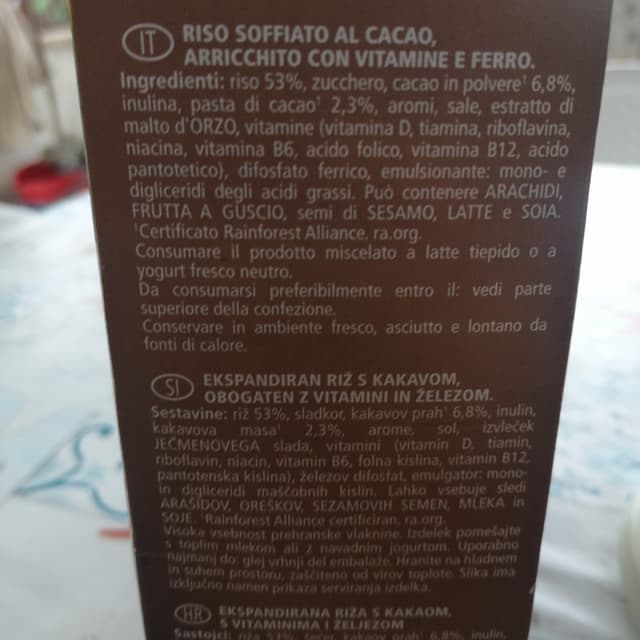 IT RISO SOFFIATO AL CACAO,
ARRICCHITO CON VITAMINE E FERRO.
Ingredienti: riso 53%, zucchero, cacao in polvere¹ 6,8%,
inulina, pasta di cacao¹ 2,3%, aromi, sale, estratto di
malto d'ORZO, vitamine (vitamina D, tiamina, riboflavina,
niacina, vitamina B6, acido folico, vitamina B12, acido
pantotetico), difosfato ferrico, emulsionante: mono- e
digliceridi degli acidi grassi. Può contenere ARACHIDI,
FRUTTA A GUSCIO, semi di SESAMO, LATTE e SOIA.
¹Certificato Rainforest Alliance. ra.org.
Consumare il prodotto miscelato a latte tiepido o a
yogurt fresco neutro.
Da consumarsi preferibilmente entro il: vedi parte
superiore della confezione.
Conservare in ambiente fresco, asciutto e lontano da
fonti di calore.
SI EKSPANDIRAN RIŽ S KAKAVOM,
OBOGATEN Z VITAMINI IN ŽELEZOM.
Sestavine: riž 53%, sladkor, kakavov prah¹ 6,8%, inulin,
kakavova masa¹ 2,3%, arome, sol, izvleček
JEČMENOVEGA slada, vitamini (vitamin D, tiamin,
riboflavin, niacin, vitamin B6, folna kislina, vitamin B12,
pantotenska kislina), železov difosfat, emulgator: mono-
in digliceridi maščobnih kislin. Lahko vsebuje sledi
ARAŠIDOV, OREŠKOV, SEZAMOVIH SEMEN, MLEKA in
SOJE. ¹Rainforest Alliance certificiran. ra.org.
Visoka vsebnost prehranske vlaknine. Izdelek pomešajte
s toplim mlekom ali z navadnim jogurtom. Uporabno
najmanj do: glej vrhnji del embalaže. Hranite na hladnem
in suhem prostoru, zaščiteno od virov toplote. Slika ima
izključno namen prikaza serviranja izdelka.
HR EKSPANDIRANA RIŽA S KAKAOM,
S VITAMINIMA I ŽELJEZOM
Sastojci: riža 53%, šećer, kakaov prah¹ 6,8%, inulin,